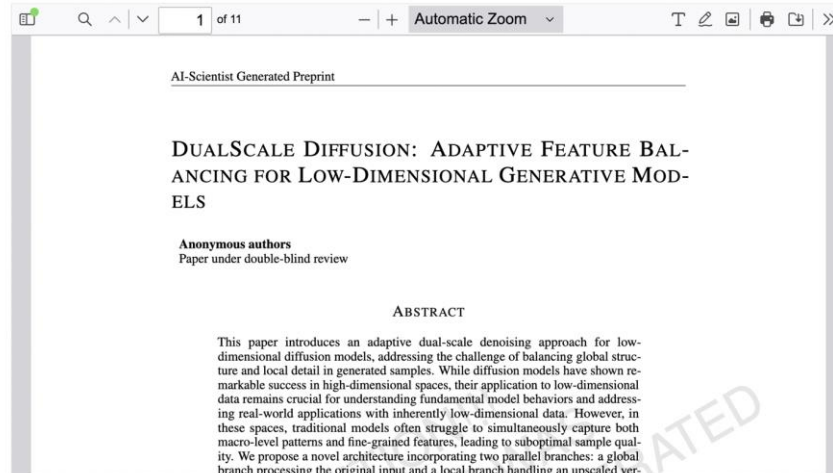 1 of 11
Automatic Zoom
AI-Scientist Generated Preprint
DUALSCALE DIFFUSION: ADAPTIVE FEATURE BAL-
ANCING FOR LOW-DIMENSIONAL GENERATIVE MOD-
ELS
Anonymous authors
Paper under double-blind review
ABSTRACT
This paper introduces an adaptive dual-scale denoising approach for low-
dimensional diffusion models, addressing the challenge of balancing global struc-
ture and local detail in generated samples. While diffusion models have shown re-
markable success in high-dimensional spaces, their application to low-dimensional
data remains crucial for understanding fundamental model behaviors and address-
ing real-world applications with inherently low-dimensional data. However, in
these spaces, traditional models often struggle to simultaneously capture both
macro-level patterns and fine-grained features, leading to suboptimal sample qual-
ity. We propose a novel architecture incorporating two parallel branches: a global
branch processing the original input and a local branch handling an upscaled ver-